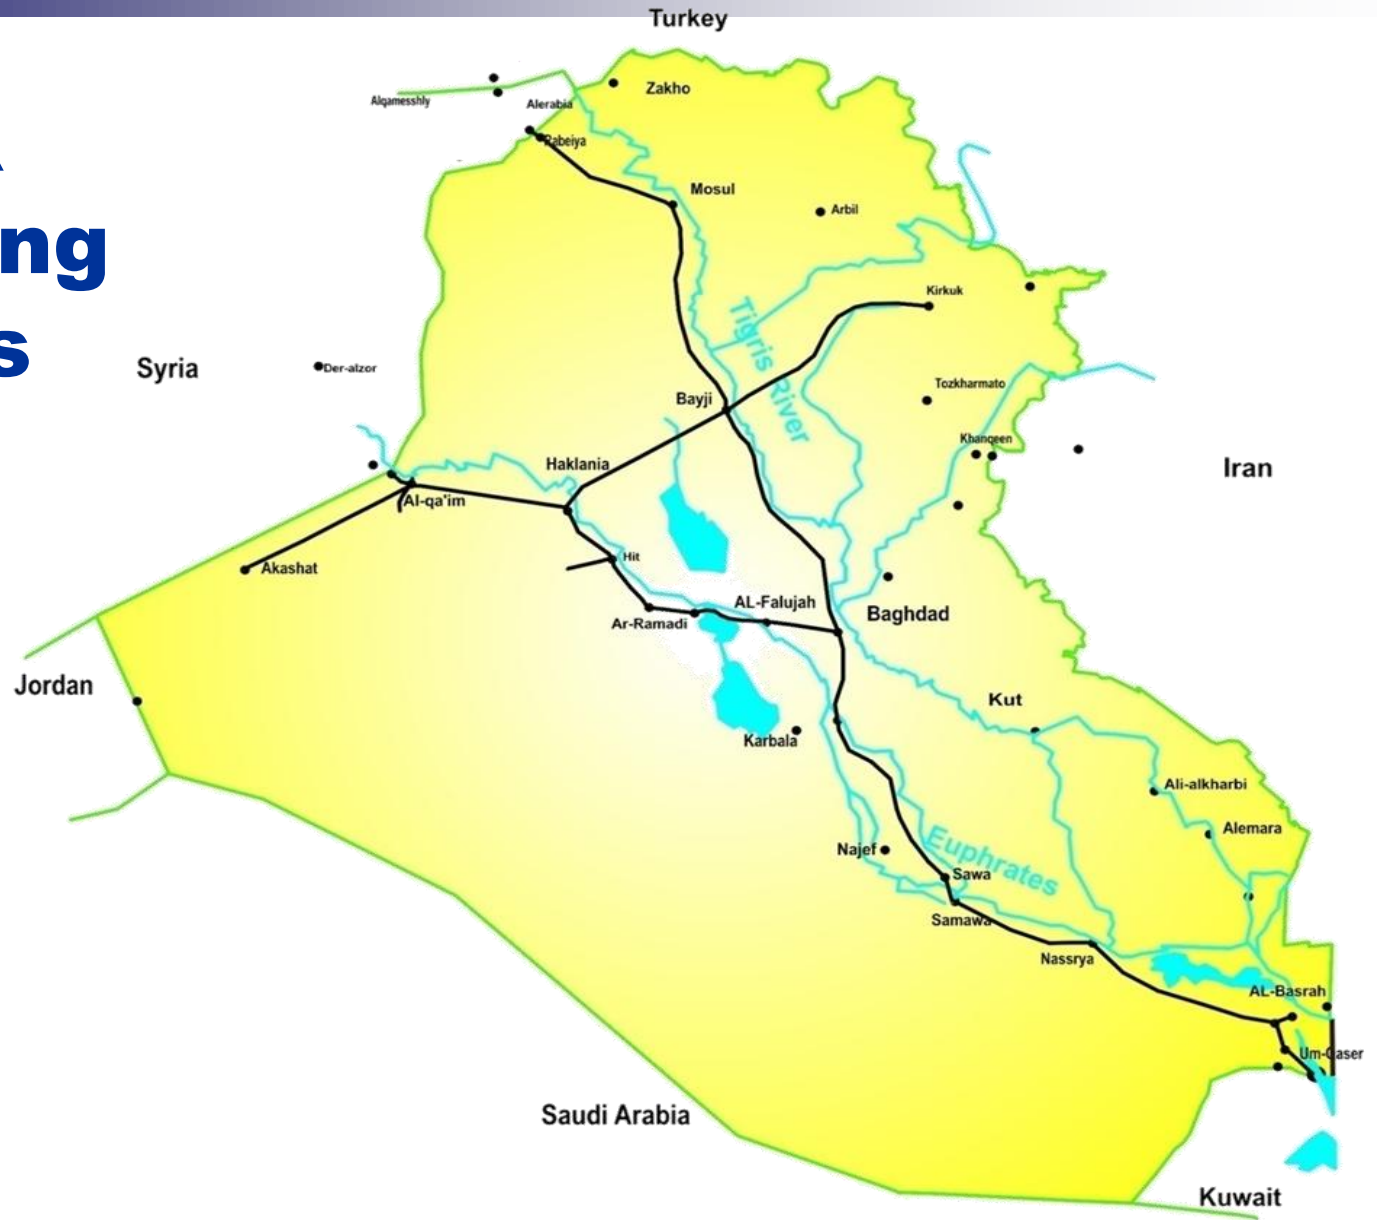 Turkey
Zakho
Alqamesshly
Alerabia
Rabeiya
Mosul
Arbil
ng
s
Kirkuk
Tigris River
Syria
Der-alzor
Bayji
Tozkharmato
Khanqeen
Iran
Haklania
Al-qa'im
Hit
Akashat
AL-Falujah
Ar-Ramadi
Baghdad
Jordan
Kut
Karbala
Ali-alkharbi
Alemara
Najef
Euphrates
Sawa
Samawa
Nassrya
AL-Basrah
Um-Qaser
Saudi Arabia
Kuwait